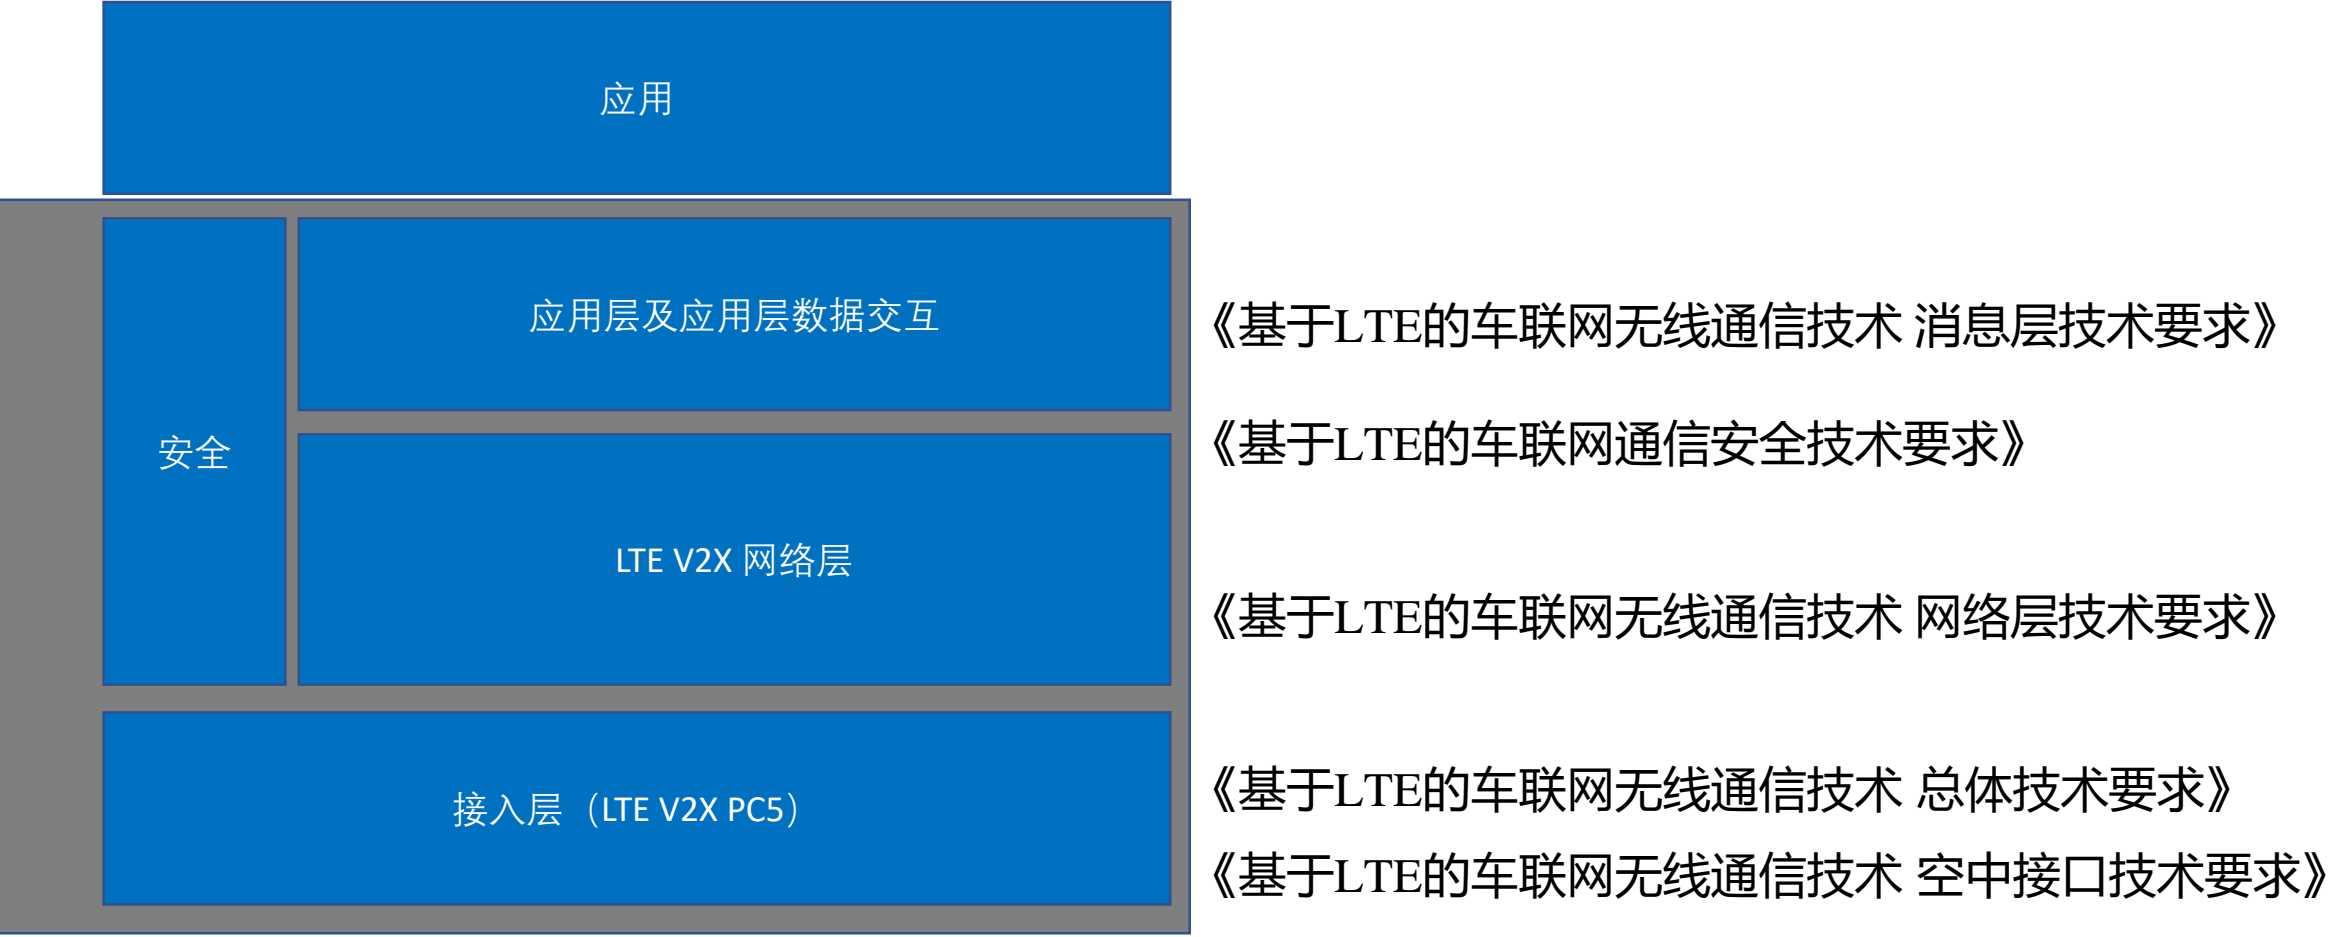 应用
应用层及应用层数据交互
《基于LTE的车联网无线通信技术 消息层技术要求》
安全
《基于LTE的车联网通信安全技术要求》
LTE V2X 网络层
《基于LTE的车联网无线通信技术 网络层技术要求》
接入层（LTE V2X PC5）
《基于LTE的车联网无线通信技术 总体技术要求》
《基于LTE的车联网无线通信技术 空中接口技术要求》